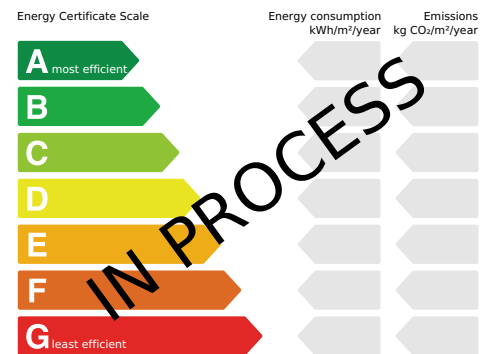 Energy Certificate Scale
Energy consumption
kWh/m²/year
Emissions
kg CO₂/m²/year
A most efficient
B
C
D
E
F
G least efficient
IN PROCESS